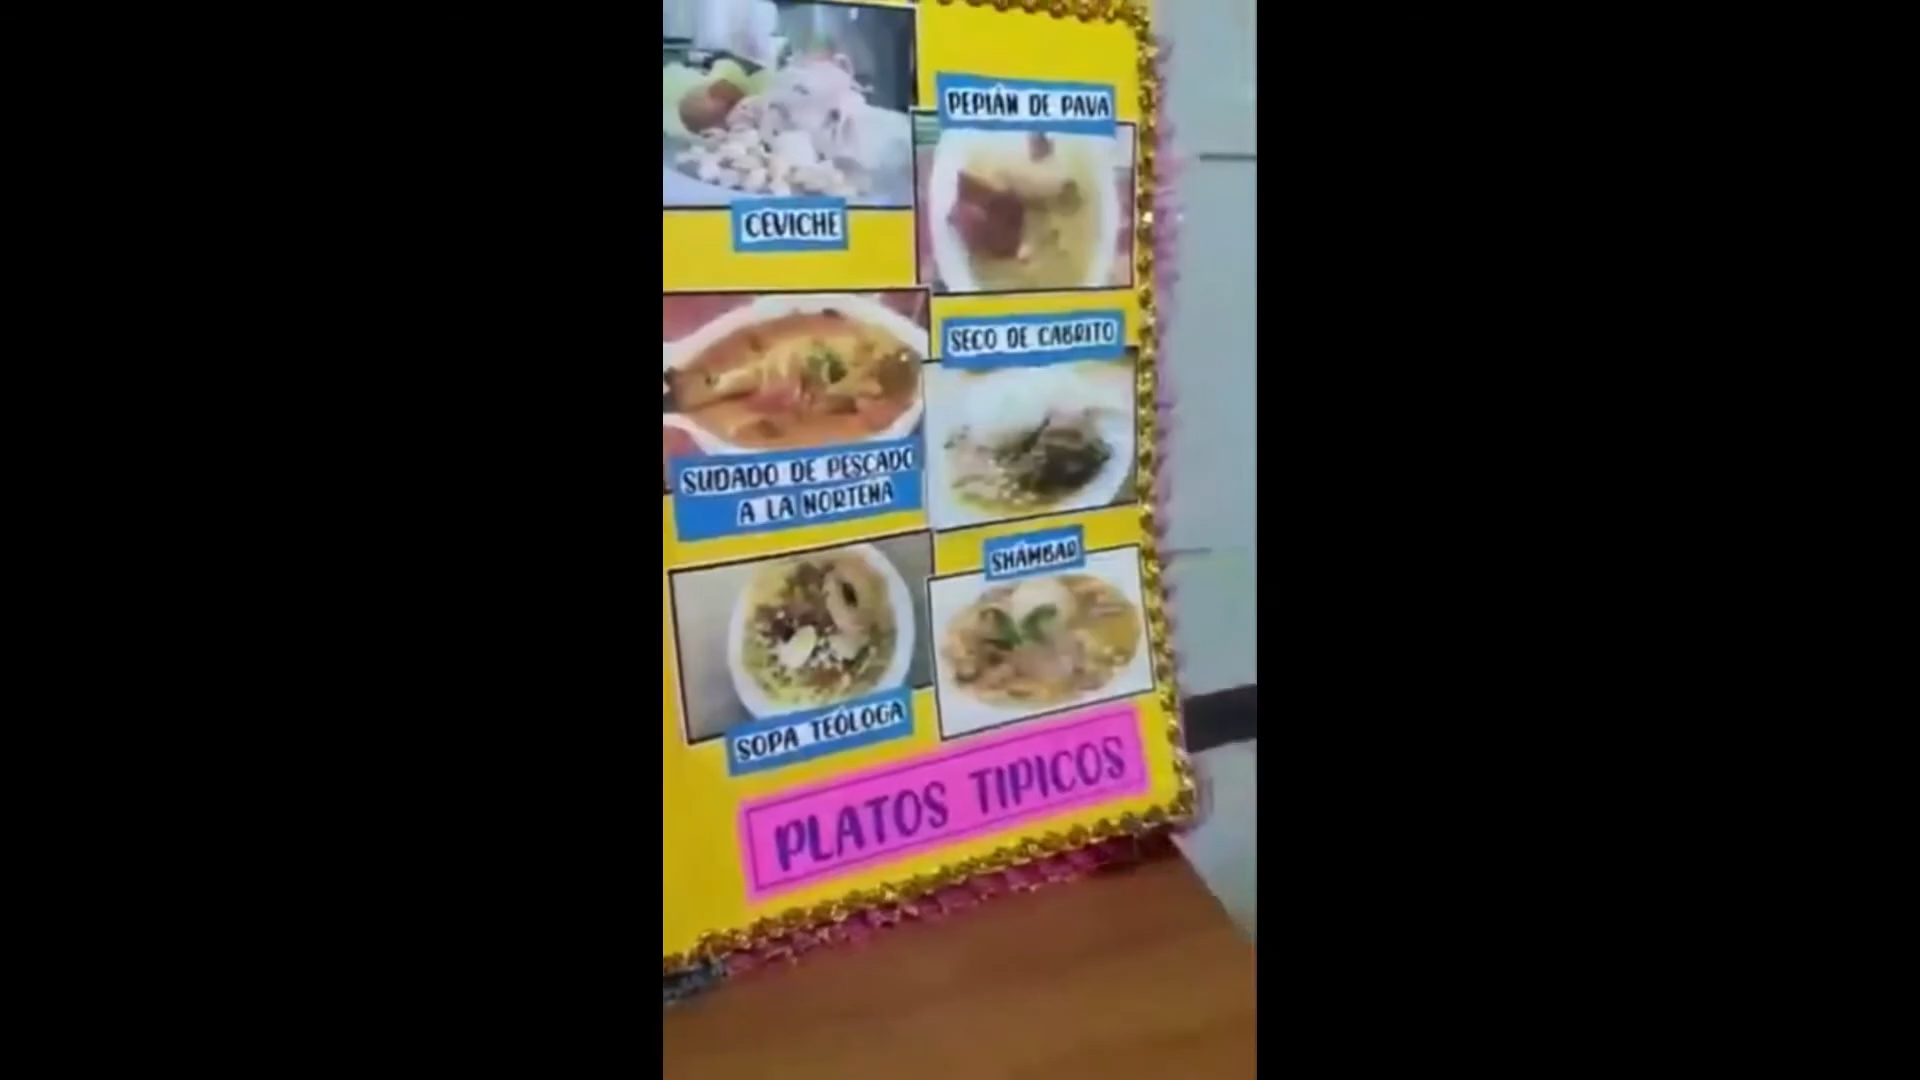 PEPIÁN DE PAVA
CEVICHE
SECO DE CABRITO
SUDADO DE PESCADO
A LA NORTEÑA
SHÁMBAR
SOPA TEÓLOGA
PLATOS TIPICOS